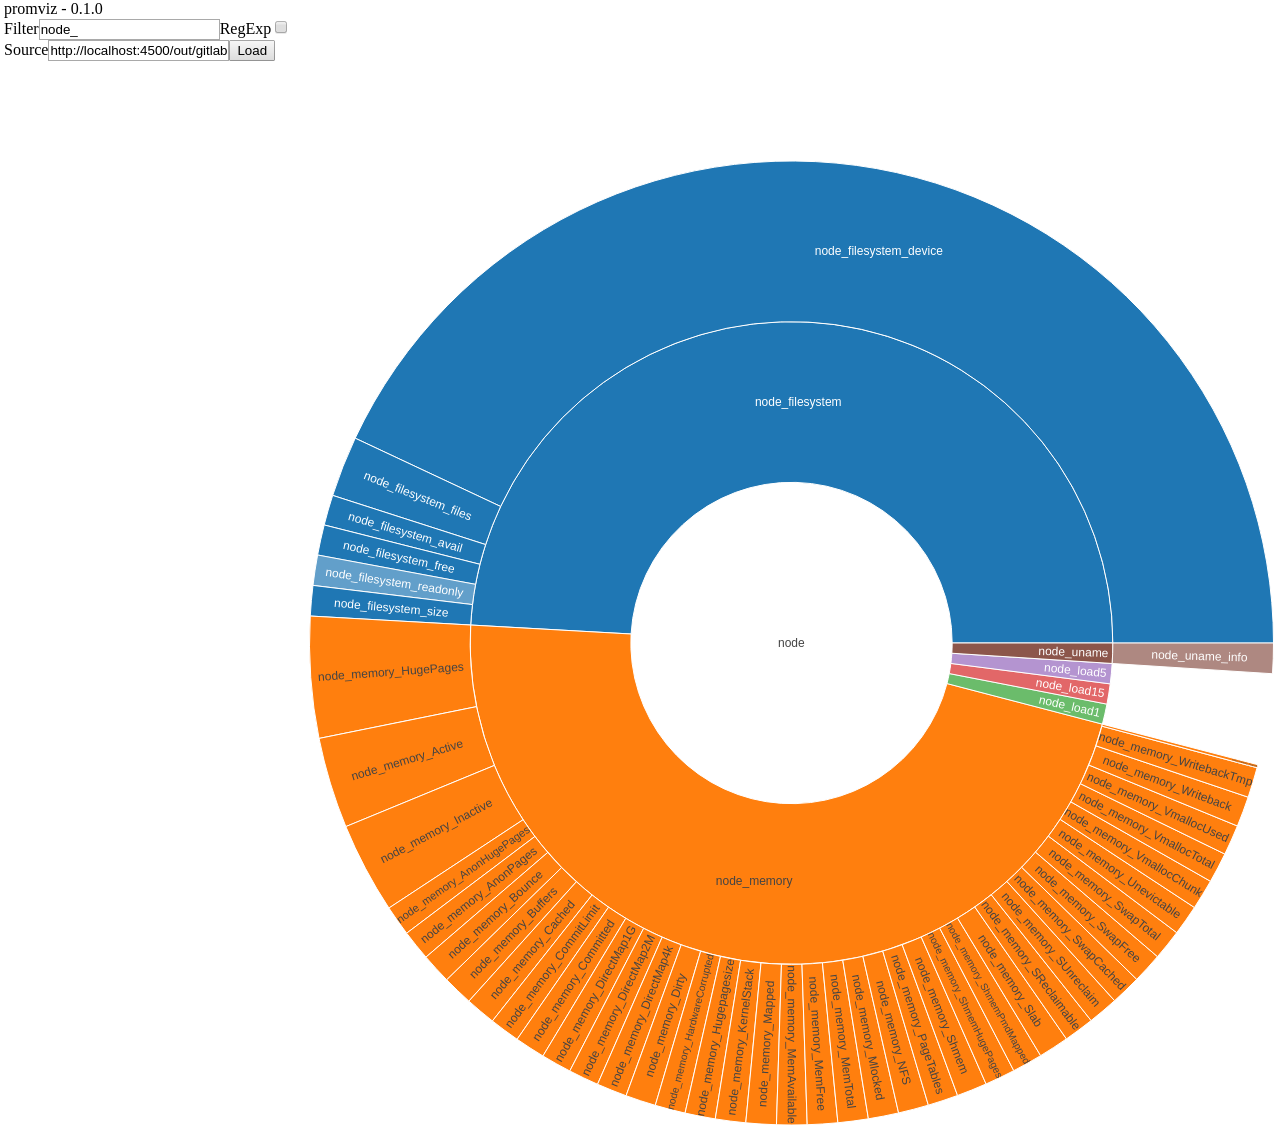 promviz - 0.1.0
Filter node_ RegExp
Source http://localhost:4500/out/gitlab Load
node_filesystem_device
node_filesystem
node_filesystem_files
node_filesystem_avail
node_filesystem_free
node_filesystem_readonly
node_filesystem_size
node
node_uname
node_uname_info
node_load5
node_load15
node_load1
node_memory
node_memory_HugePages
node_memory_Active
node_memory_Inactive
node_memory_AnonHugePages
node_memory_AnonPages
node_memory_Bounce
node_memory_Buffers
node_memory_Cached
node_memory_CommitLimit
node_memory_Committed
node_memory_DirectMap1G
node_memory_DirectMap2M
node_memory_DirectMap4k
node_memory_Dirty
node_memory_HardwareCorrupted
node_memory_Hugepagesize
node_memory_KernelStack
node_memory_Mapped
node_memory_MemAvailable
node_memory_MemFree
node_memory_MemTotal
node_memory_Mlocked
node_memory_NFS
node_memory_PageTables
node_memory_Shmem
node_memory_ShmemHugePages
node_memory_ShmemPmdMapped
node_memory_Slab
node_memory_SReclaimable
node_memory_SUnreclaim
node_memory_SwapCached
node_memory_SwapFree
node_memory_SwapTotal
node_memory_Unevictable
node_memory_VmallocChunk
node_memory_VmallocTotal
node_memory_VmallocUsed
node_memory_Writeback
node_memory_WritebackTmp